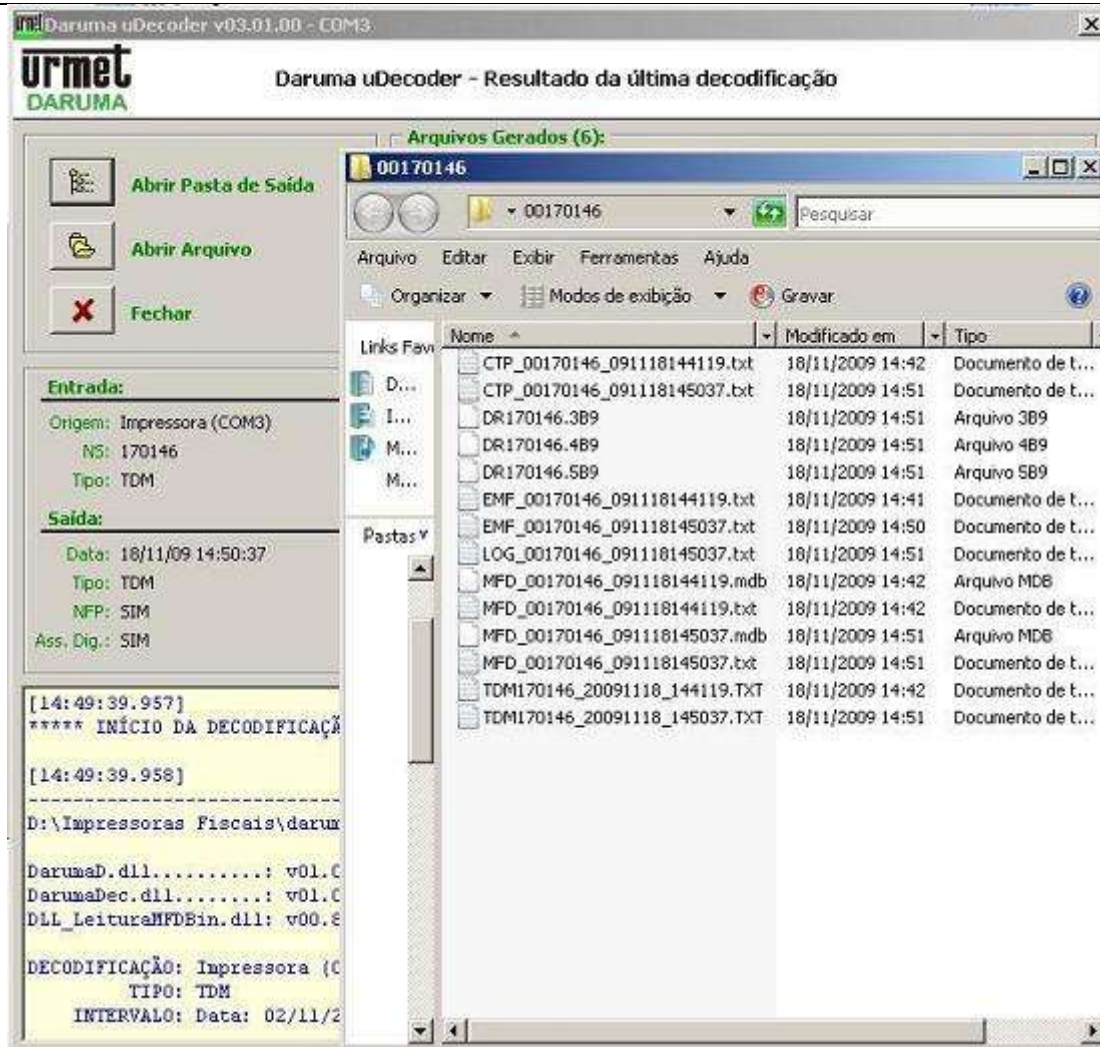 Daruma uDecoder v03.01.00 - COM3
urmet
DARUMA
Daruma uDecoder - Resultado da última decodificação
Arquivos Gerados (6):
Abrir Pasta de Saída
Abrir Arquivo
Fechar
Entrada:
Origem: Impressora (COM3)
NS: 170146
Tipo: TDM
Saída:
Data: 18/11/09 14:50:37
Tipo: TDM
NFP: SIM
Ass. Dig.: SIM
[14:49:39.957]
***** INÍCIO DA DECODIFICAÇÃ
[14:49:39.958]
D:\Impressoras Fiscais\darum
DarumaD.dll..........: v01.0
DarumaDec.dll........: v01.0
DLL_LeituraMFDBin.dll: v00.8
DECODIFICAÇÃO: Impressora (C
TIPO: TDM
INTERVALO: Data: 02/11/2
00170146
00170146
Pesquisar
Arquivo Editar Exibir Ferramentas Ajuda
Organizar Modos de exibição Gravar
Links Fav
D...
I...
M...
M...
Pastas
Nome Modificado em Tipo
CTP_00170146_091118144119.txt 18/11/2009 14:42 Documento de t...
CTP_00170146_091118145037.txt 18/11/2009 14:51 Documento de t...
DR170146.3B9 18/11/2009 14:51 Arquivo 3B9
DR170146.4B9 18/11/2009 14:51 Arquivo 4B9
DR170146.5B9 18/11/2009 14:51 Arquivo 5B9
EMF_00170146_091118144119.txt 18/11/2009 14:41 Documento de t...
EMF_00170146_091118145037.txt 18/11/2009 14:50 Documento de t...
LOG_00170146_091118145037.txt 18/11/2009 14:51 Documento de t...
MFD_00170146_091118144119.mdb 18/11/2009 14:42 Arquivo MDB
MFD_00170146_091118144119.txt 18/11/2009 14:42 Documento de t...
MFD_00170146_091118145037.mdb 18/11/2009 14:51 Arquivo MDB
MFD_00170146_091118145037.txt 18/11/2009 14:51 Documento de t...
TDM170146_20091118_144119.TXT 18/11/2009 14:42 Documento de t...
TDM170146_20091118_145037.TXT 18/11/2009 14:51 Documento de t...